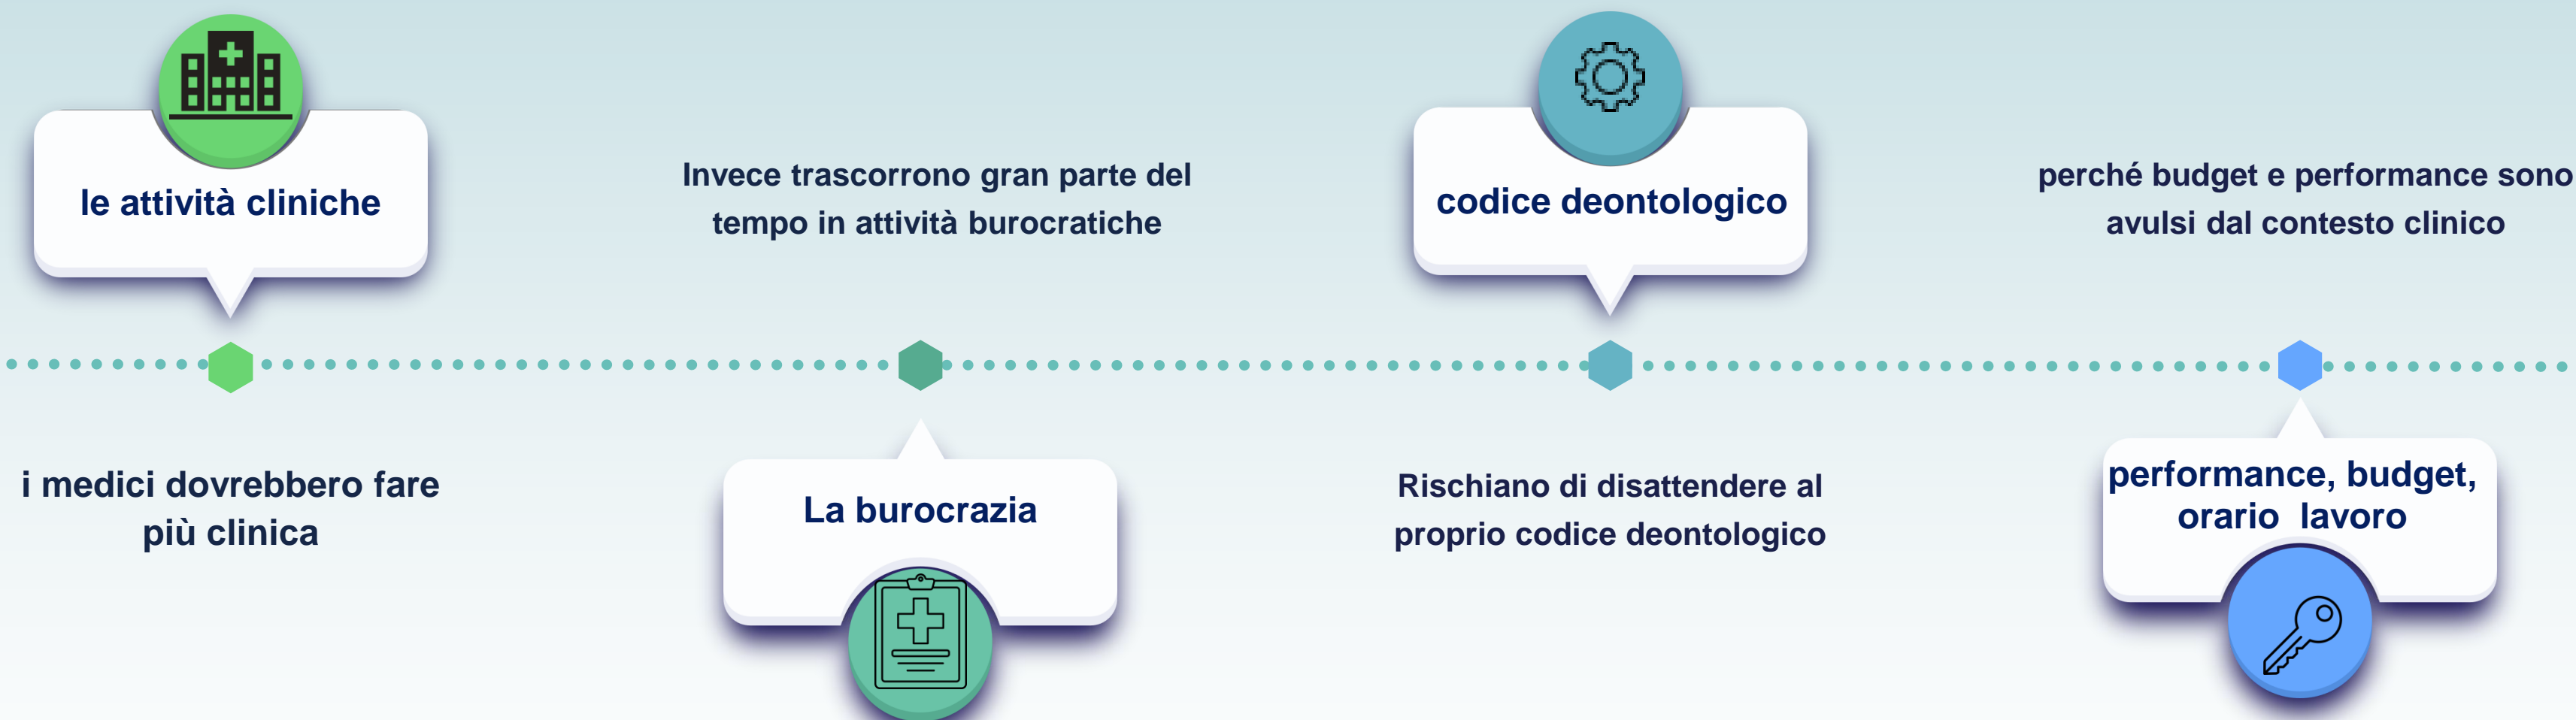 le attività cliniche
i medici dovrebbero fare
più clinica
Invece trascorrono gran parte del
tempo in attività burocratiche
La burocrazia
codice deontologico
Rischiano di disattendere al
proprio codice deontologico
perché budget e performance sono
avulsi dal contesto clinico
performance, budget,
orario  lavoro